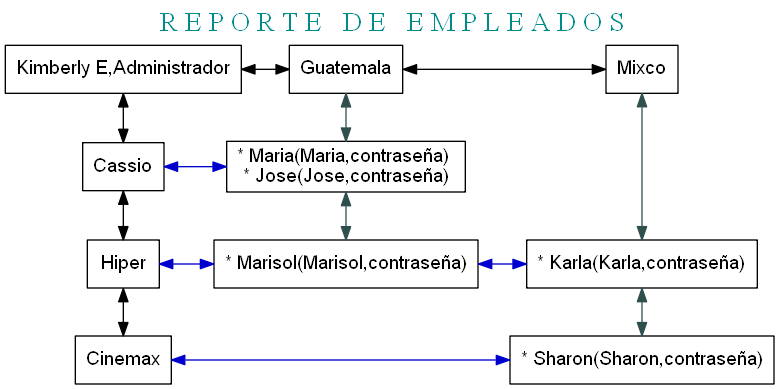 REPORTE DE EMPLEADOS
Kimberly E,Administrador
Guatemala
Mixco
Cassio
* Maria(Maria,contraseña)
* Jose(Jose,contraseña)
Hiper
* Marisol(Marisol,contraseña)
* Karla(Karla,contraseña)
Cinemax
* Sharon(Sharon,contraseña)